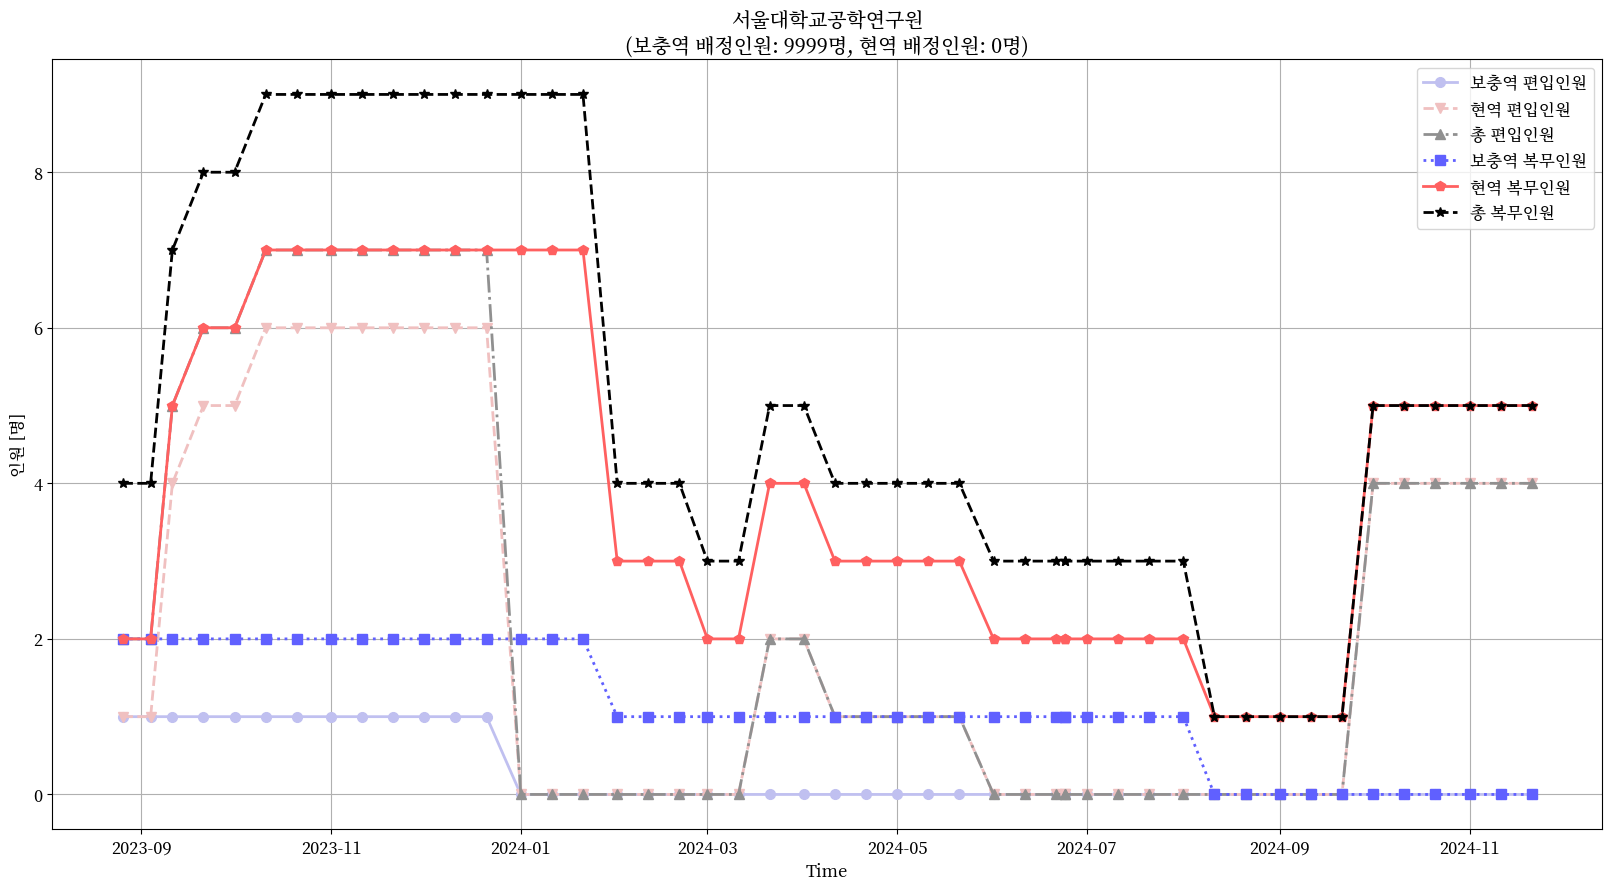 서울대학교공학연구원
(보충역 배정인원: 9999명, 현역 배정인원: 0명)
보충역 편입인원
현역 편입인원
총 편입인원
보충역 복무인원
현역 복무인원
총 복무인원
인원 [명]
8
6
4
2
0
2023-09
2023-11
2024-01
2024-03
2024-05
2024-07
2024-09
2024-11
Time